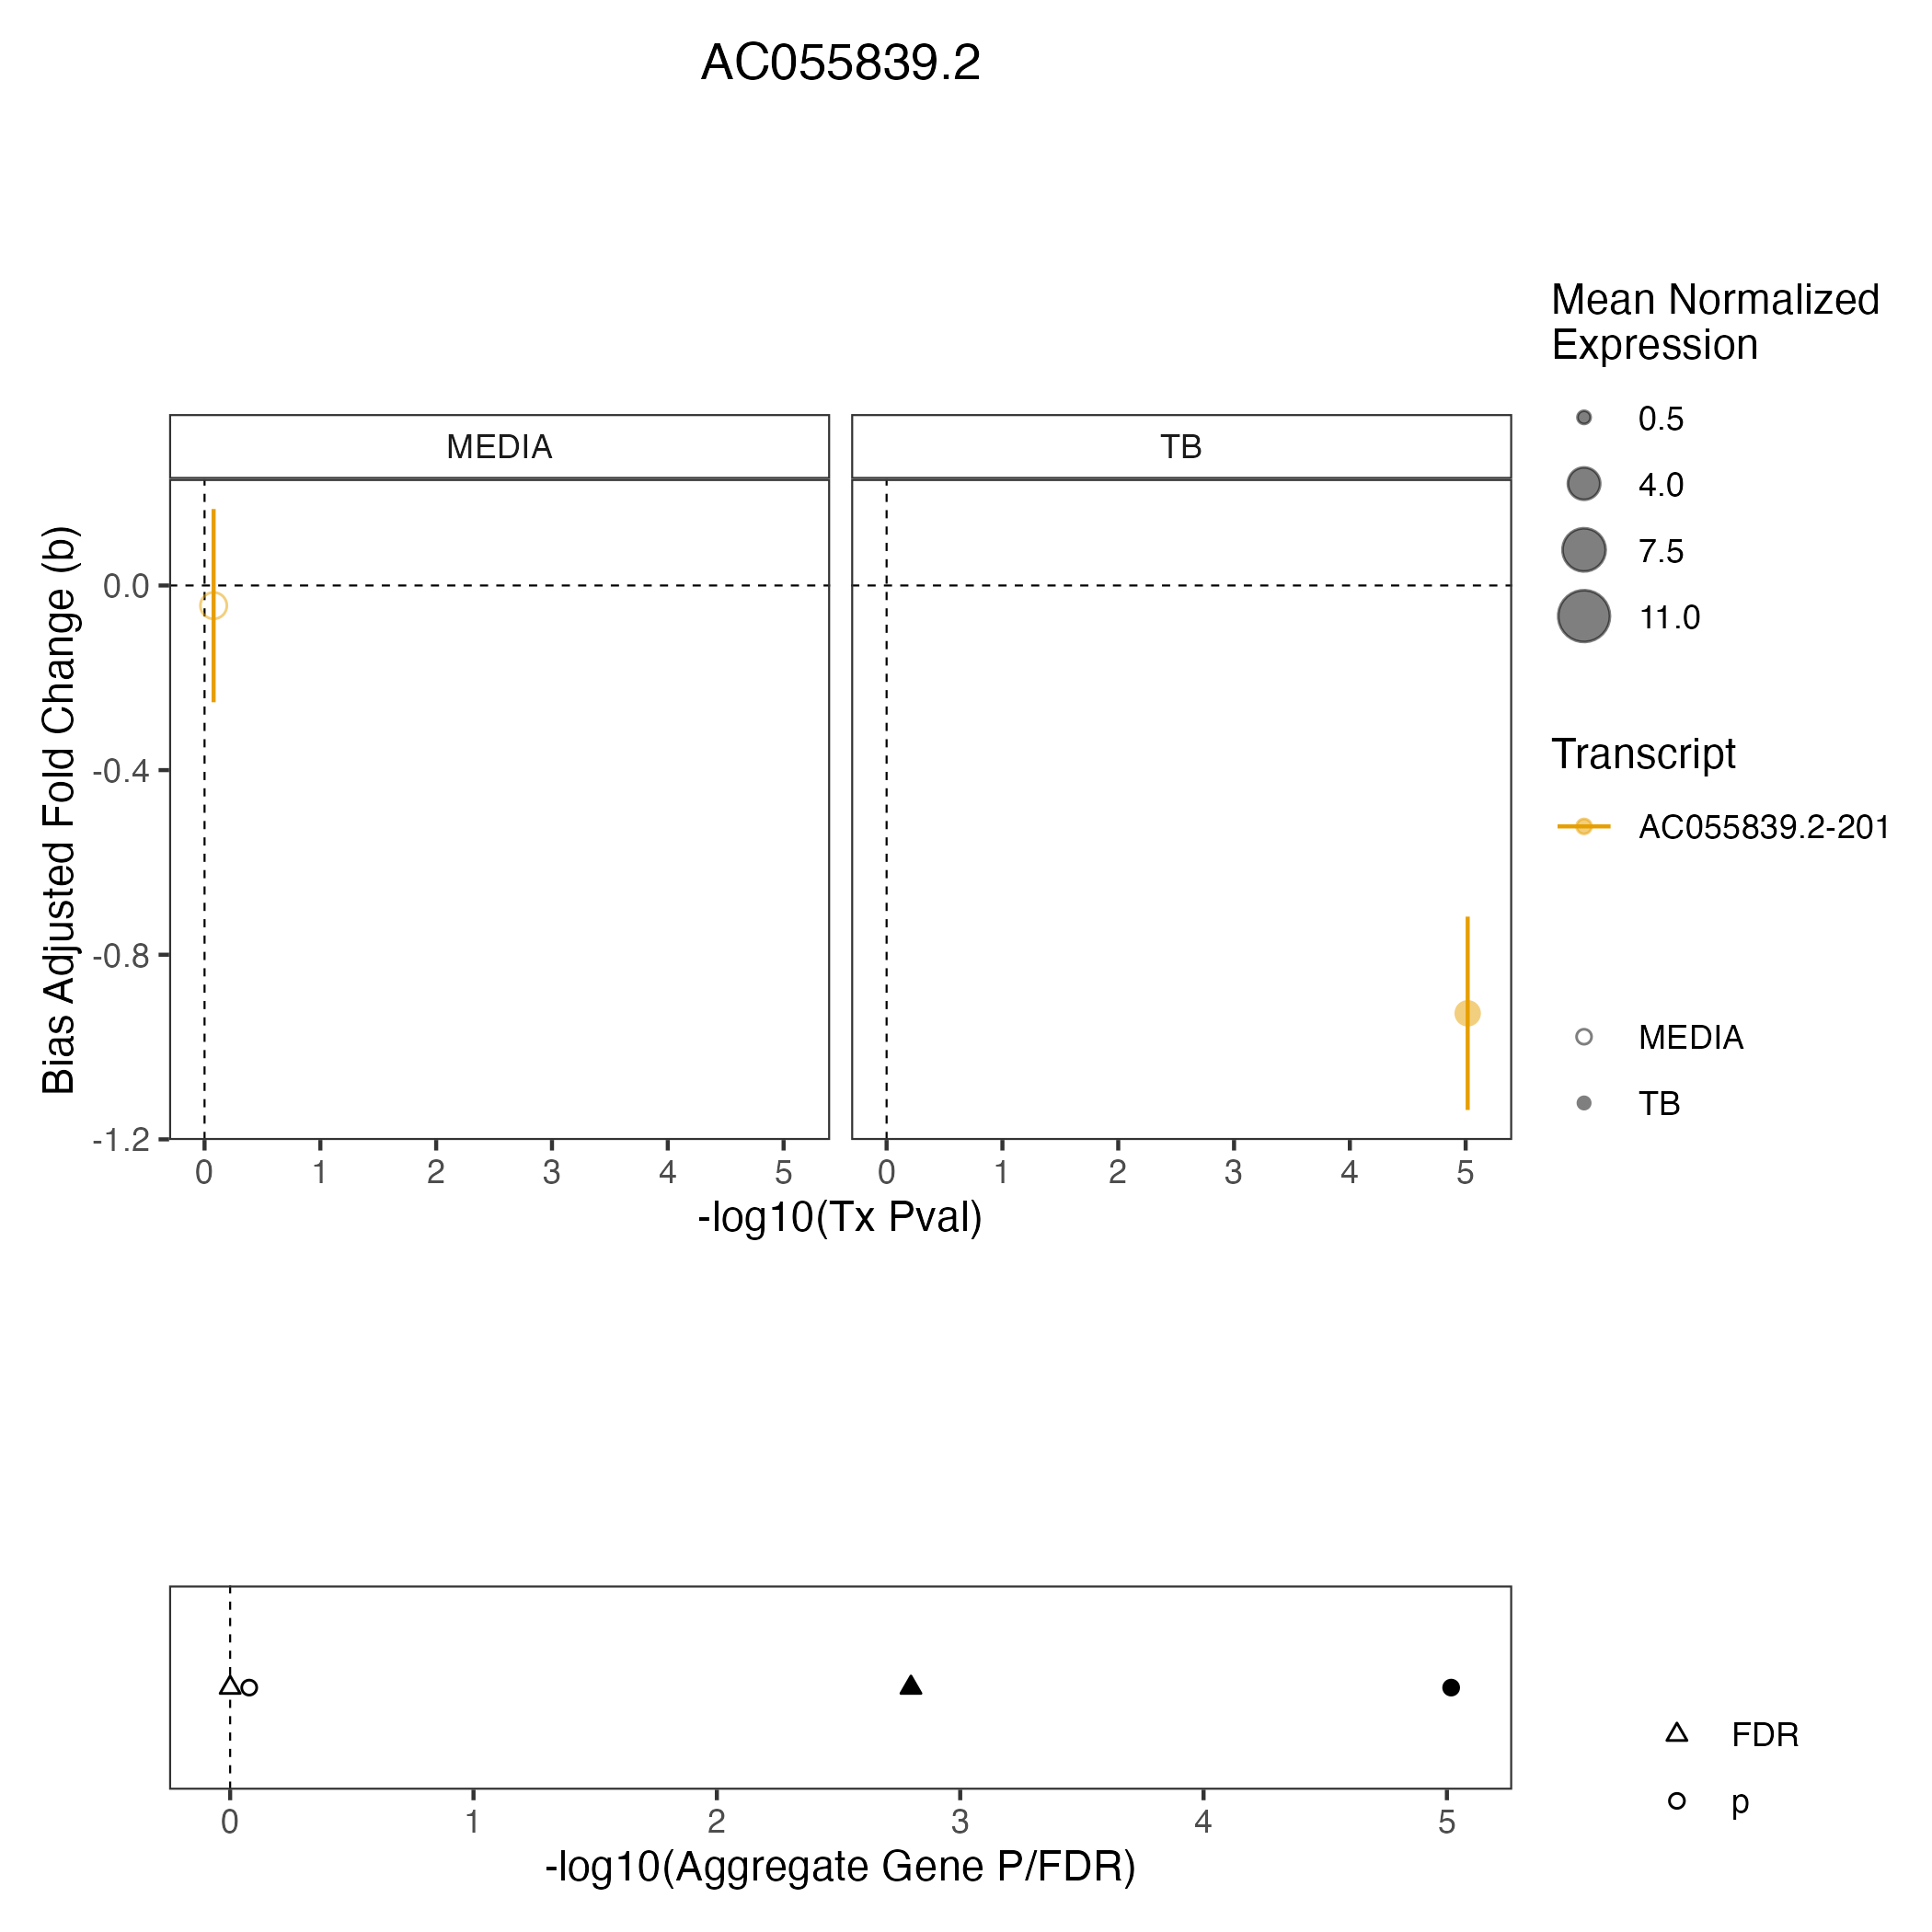 AC055839.2
Mean Normalized
Expression
0.5
4.0
7.5
11.0
MEDIA
TB
Bias Adjusted Fold Change (b)
0.0
-0.4
-0.8
-1.2
0 1 2 3 4 5
0 1 2 3 4 5
-log10(Tx Pval)
Transcript
AC055839.2-201
MEDIA
TB
0 1 2 3 4 5
-log10(Aggregate Gene P/FDR)
FDR
p